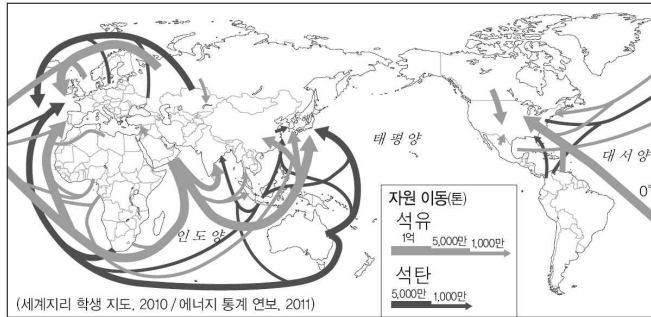 태평양
대서양
0°
인도양
자원 이동(톤)
석유
1억 5,000만 1,000만
석탄
5,000만 1,000만
(세계지리 학생 지도, 2010 / 에너지 통계 연보, 2011)